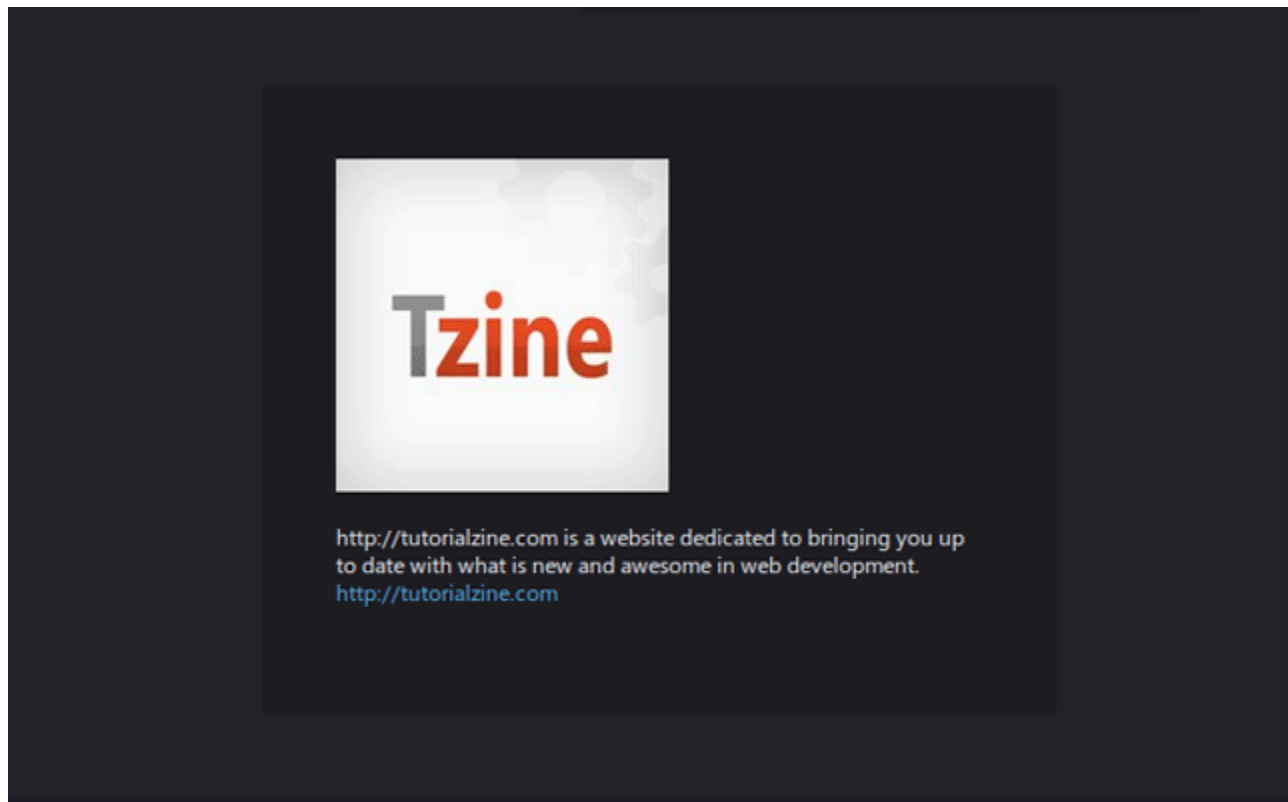 Tzine
http://tutorialzine.com is a website dedicated to bringing you up
to date with what is new and awesome in web development.
http://tutorialzine.com